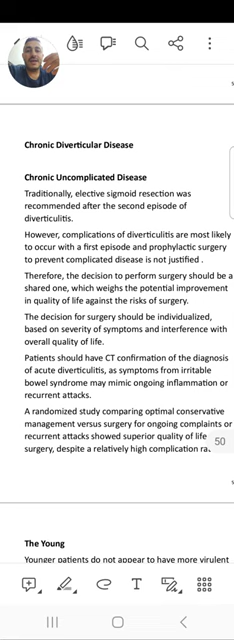 Chronic Diverticular Disease
Chronic Uncomplicated Disease
Traditionally, elective sigmoid resection was
recommended after the second episode of
diverticulitis.
However, complications of diverticulitis are most likely
to occur with a first episode and prophylactic surgery
to prevent complicated disease is not justified .
Therefore, the decision to perform surgery should be a
shared one, which weighs the potential improvement
in quality of life against the risks of surgery.
The decision for surgery should be individualized,
based on severity of symptoms and interference with
overall quality of life.
Patients should have CT confirmation of the diagnosis
of acute diverticulitis, as symptoms from irritable
bowel syndrome may mimic ongoing inflammation or
recurrent attacks.
A randomized study comparing optimal conservative
management versus surgery for ongoing complaints or
recurrent attacks showed superior quality of life
surgery, despite a relatively high complication
50
The Young
Younger patients do not appear to have more virulent
T